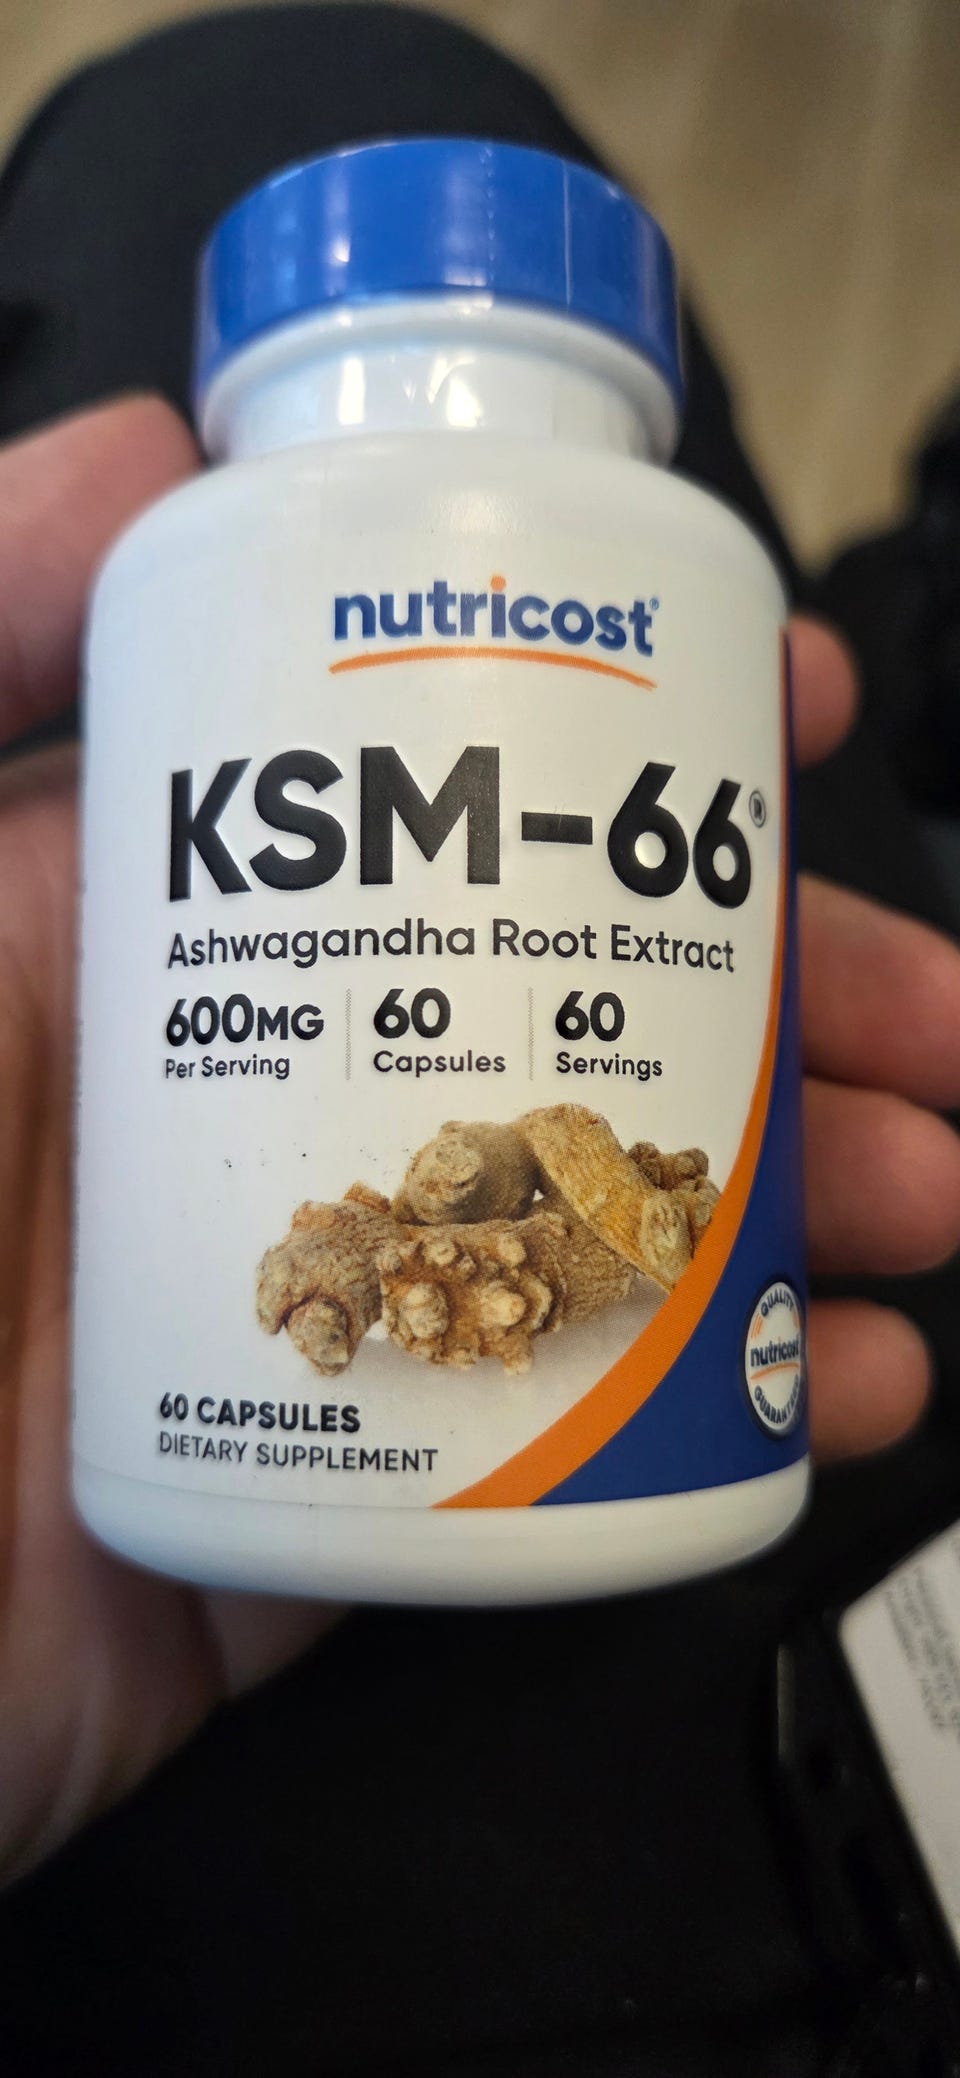 nutricost®
KSM-66®
Ashwagandha Root Extract
600MG
Per Serving
60
Capsules
60
Servings
QUALITY
nutricost
GUARANTEE
60 CAPSULES
DIETARY SUPPLEMENT